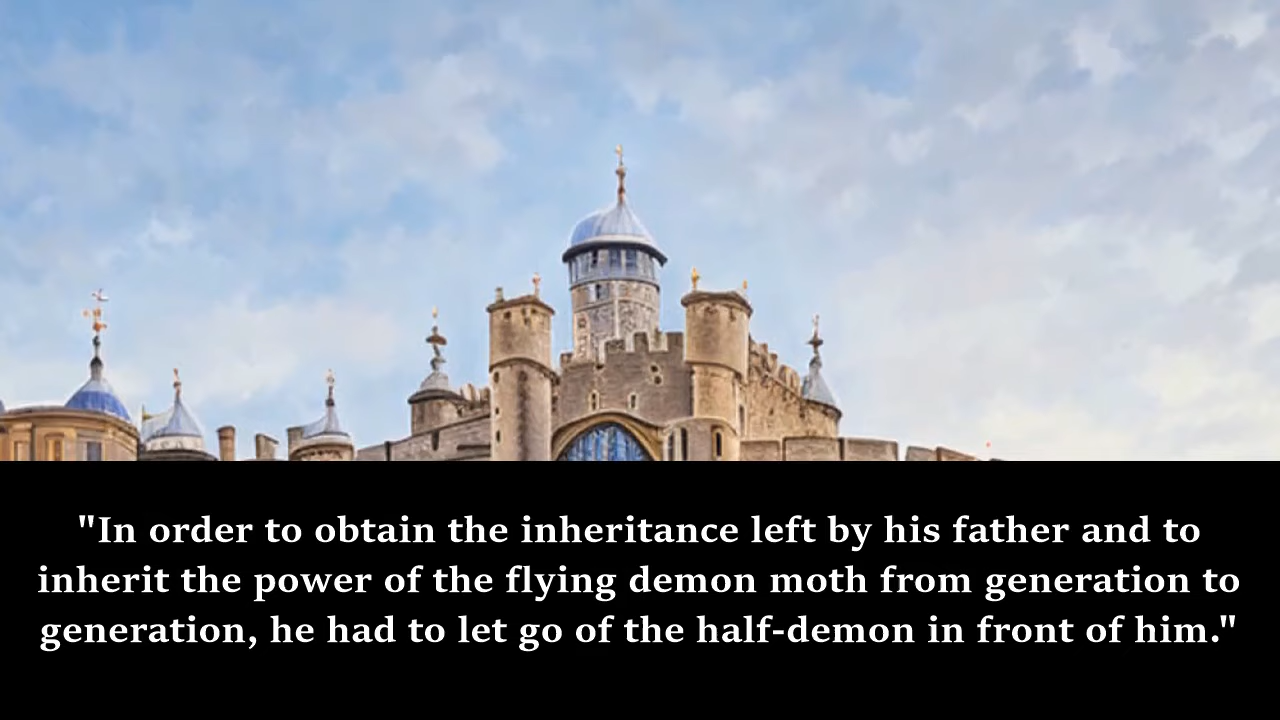 "In order to obtain the inheritance left by his father and to
inherit the power of the flying demon moth from generation to
generation, he had to let go of the half-demon in front of him."